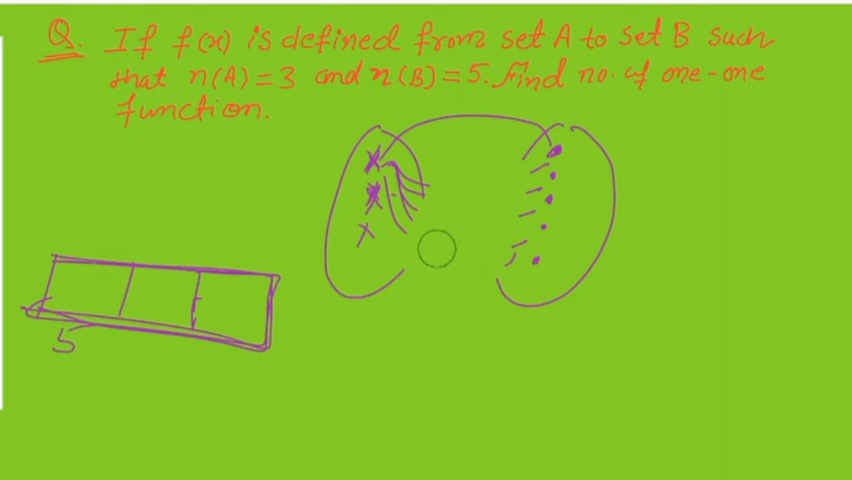 Q. If f(x) is defined from set A to set B such
that n(A)=3 and n(B)=5. Find no. of one-one
function.
5